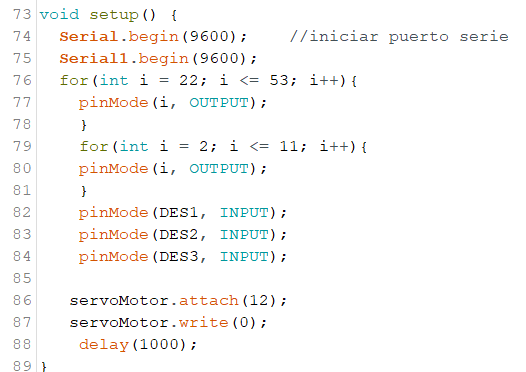 73 void setup() {
74 Serial.begin(9600);    //iniciar puerto serie
75 Serial1.begin(9600);
76 for(int i = 22; i <= 53; i++){
77 pinMode(i, OUTPUT);
78 }
79 for(int i = 2; i <= 11; i++){
80 pinMode(i, OUTPUT);
81 }
82 pinMode(DES1, INPUT);
83 pinMode(DES2, INPUT);
84 pinMode(DES3, INPUT);
85
86 servoMotor.attach(12);
87 servoMotor.write(0);
88 delay(1000);
89 }